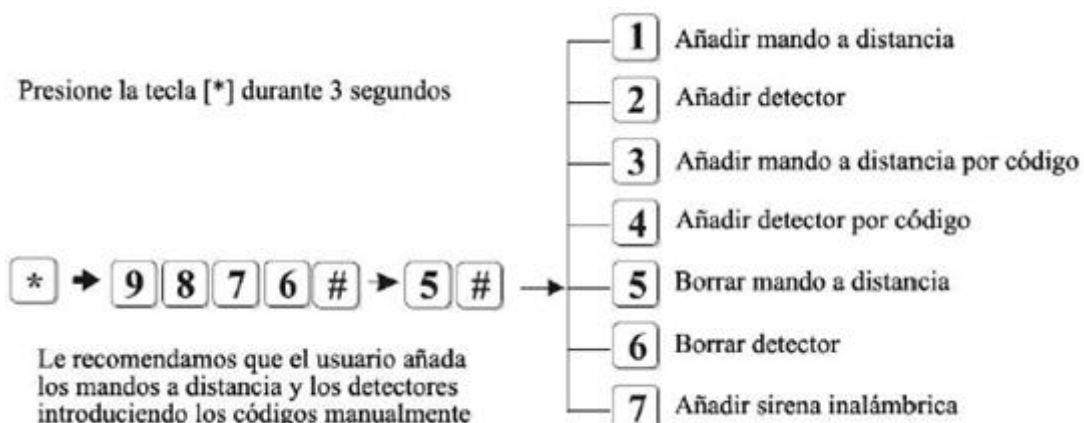 Presione la tecla [*] durante 3 segundos
* 9 8 7 6 # 5 #
Le recomendamos que el usuario añada
los mandos a distancia y los detectores
introduciendo los códigos manualmente
1 Añadir mando a distancia
2 Añadir detector
3 Añadir mando a distancia por código
4 Añadir detector por código
5 Borrar mando a distancia
6 Borrar detector
7 Añadir sirena inalámbrica